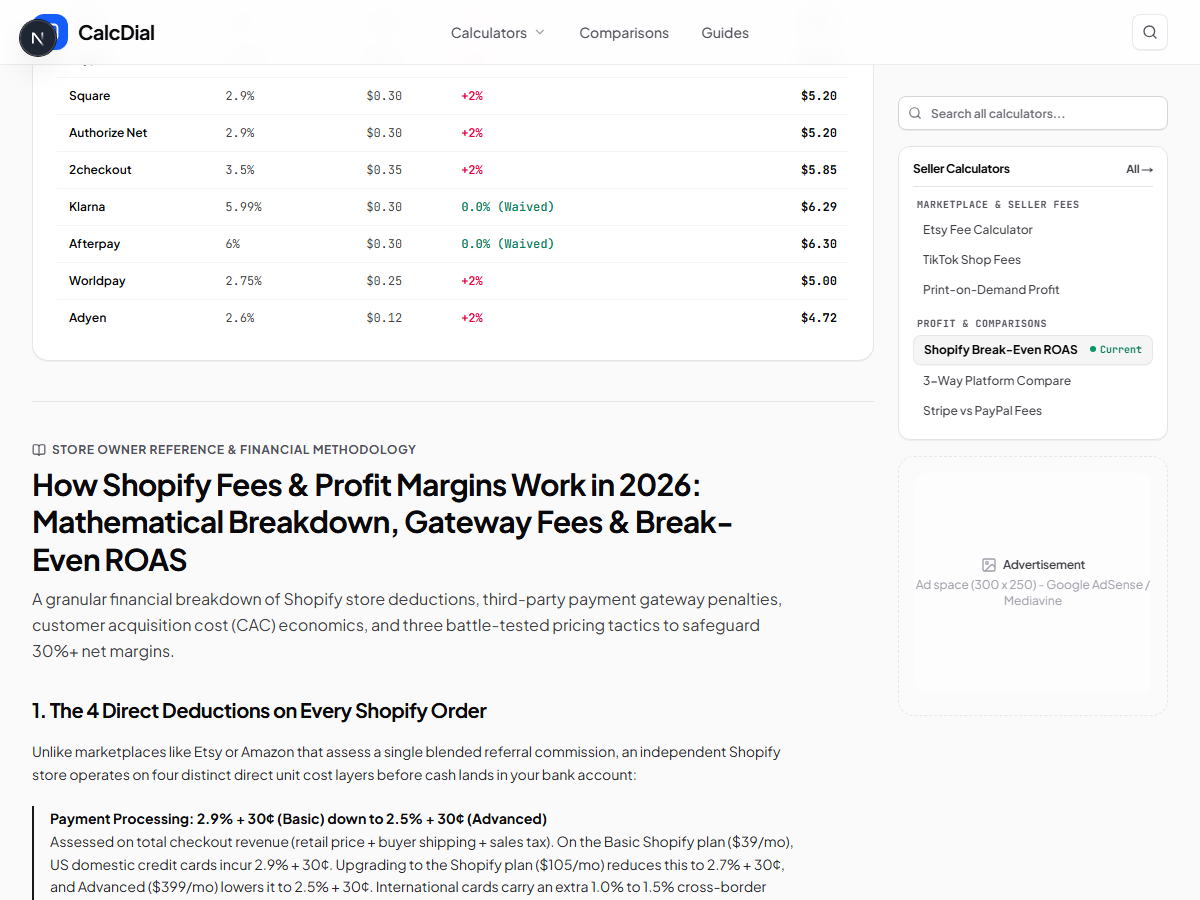 N CalcDial
Calculators
Comparisons
Guides
Square 2.9% $0.30 +2% $5.20
Authorize Net 2.9% $0.30 +2% $5.20
2checkout 3.5% $0.35 +2% $5.85
Klarna 5.99% $0.30 0.0% (Waived) $6.29
Afterpay 6% $0.30 0.0% (Waived) $6.30
Worldpay 2.75% $0.25 +2% $5.00
Adyen 2.6% $0.12 +2% $4.72
STORE OWNER REFERENCE & FINANCIAL METHODOLOGY
How Shopify Fees & Profit Margins Work in 2026:
Mathematical Breakdown, Gateway Fees & Break-
Even ROAS
A granular financial breakdown of Shopify store deductions, third-party payment gateway penalties,
customer acquisition cost (CAC) economics, and three battle-tested pricing tactics to safeguard
30%+ net margins.
1. The 4 Direct Deductions on Every Shopify Order
Unlike marketplaces like Etsy or Amazon that assess a single blended referral commission, an independent Shopify
store operates on four distinct direct unit cost layers before cash lands in your bank account:
Payment Processing: 2.9% + 30¢ (Basic) down to 2.5% + 30¢ (Advanced)
Assessed on total checkout revenue (retail price + buyer shipping + sales tax). On the Basic Shopify plan ($39/mo),
US domestic credit cards incur 2.9% + 30¢. Upgrading to the Shopify plan ($105/mo) reduces this to 2.7% + 30¢,
and Advanced ($399/mo) lowers it to 2.5% + 30¢. International cards carry an extra 1.0% to 1.5% cross-border
Search all calculators...
Seller Calculators All→
MARKETPLACE & SELLER FEES
Etsy Fee Calculator
TikTok Shop Fees
Print-on-Demand Profit
PROFIT & COMPARISONS
Shopify Break-Even ROAS Current
3-Way Platform Compare
Stripe vs PayPal Fees
Advertisement
Ad space (300 x 250) - Google AdSense /
Mediavine